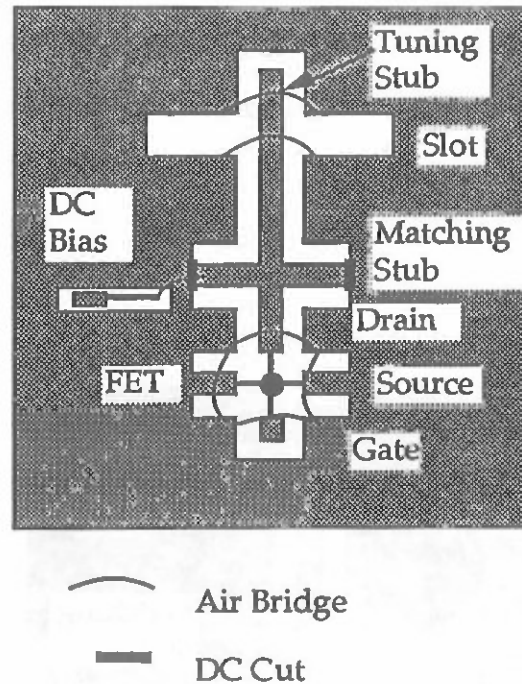 Tuning
Stub
Slot
DC
Bias
Matching
Stub
Drain
FET
Source
Gate
Air Bridge
DC Cut